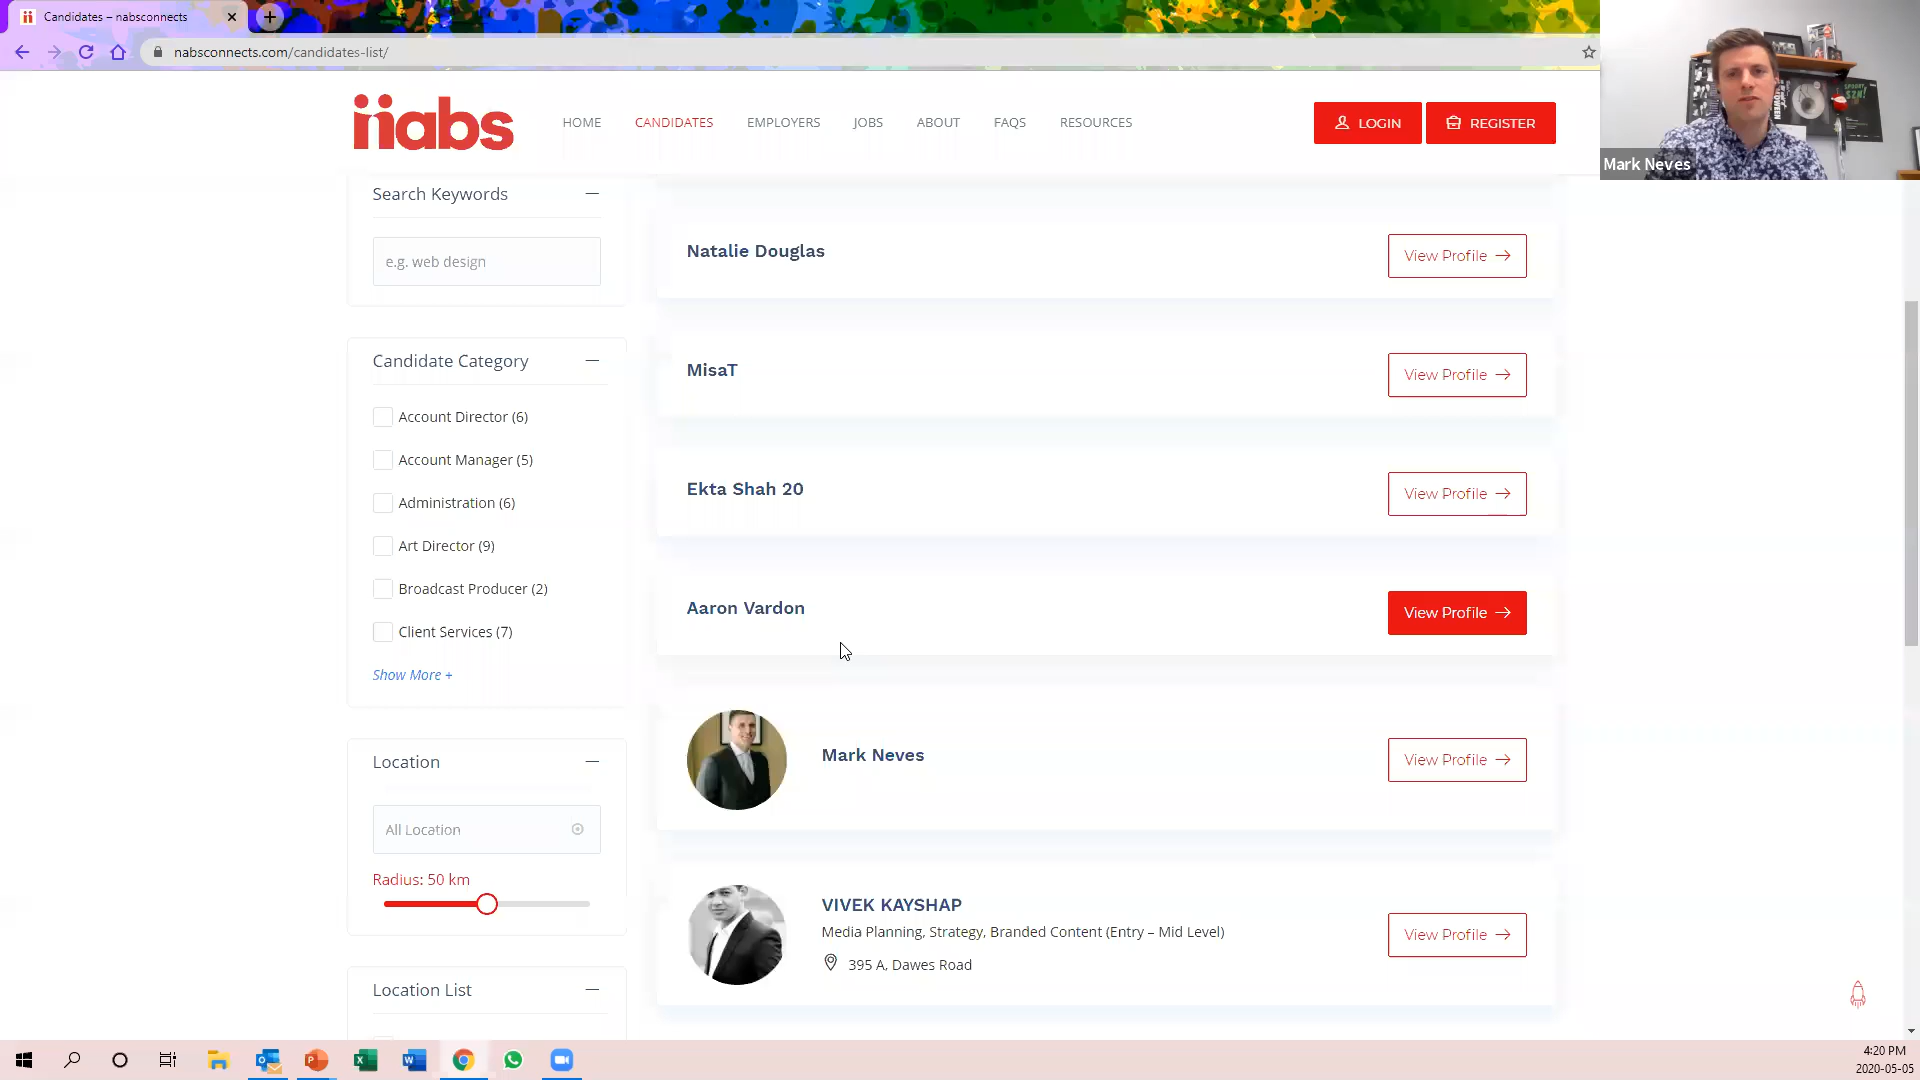 Candidates – nabsconnects
nabsconnects.com/candidates-list/
nabs
HOME
CANDIDATES
EMPLOYERS
JOBS
ABOUT
FAQS
RESOURCES
LOGIN
REGISTER
Mark Neves
Search Keywords
e.g. web design
Candidate Category
Account Director (6)
Account Manager (5)
Administration (6)
Art Director (9)
Broadcast Producer (2)
Client Services (7)
Show More +
Location
All Location
Radius: 50 km
Location List
Natalie Douglas
View Profile
MisaT
View Profile
Ekta Shah 20
View Profile
Aaron Vardon
View Profile
Mark Neves
View Profile
VIVEK KAYSHAP
Media Planning, Strategy, Branded Content (Entry – Mid Level)
395 A, Dawes Road
View Profile
4:20 PM
2020-05-05